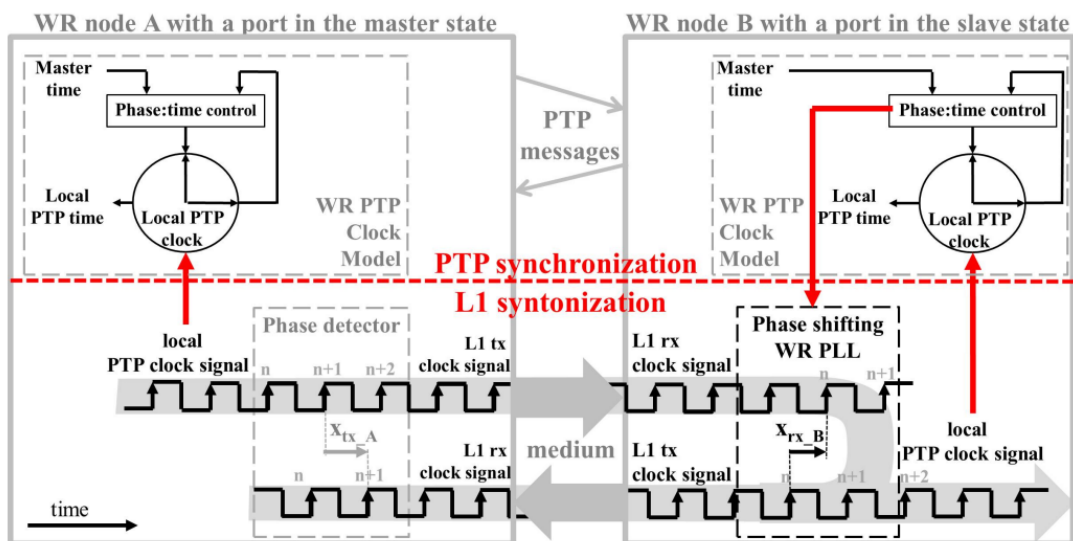 WR node A with a port in the master state
WR node B with a port in the slave state
Master
time
Phase:time control
Local
PTP time
Local PTP
clock
WR PTP
Clock
Model
PTP
messages
Master
time
Phase:time control
Local
PTP time
Local PTP
clock
WR PTP
Clock
Model
PTP synchronization
L1 syntonization
local
PTP clock signal
Phase detector
L1 tx
clock signal
n n+1 n+2
x_tx_A
L1 rx
clock signal
n n+1
time
medium
L1 rx
clock signal
Phase shifting
WR PLL
n n+1
x_rx_B
L1 tx
clock signal
n n+1 n+2
local
PTP clock signal